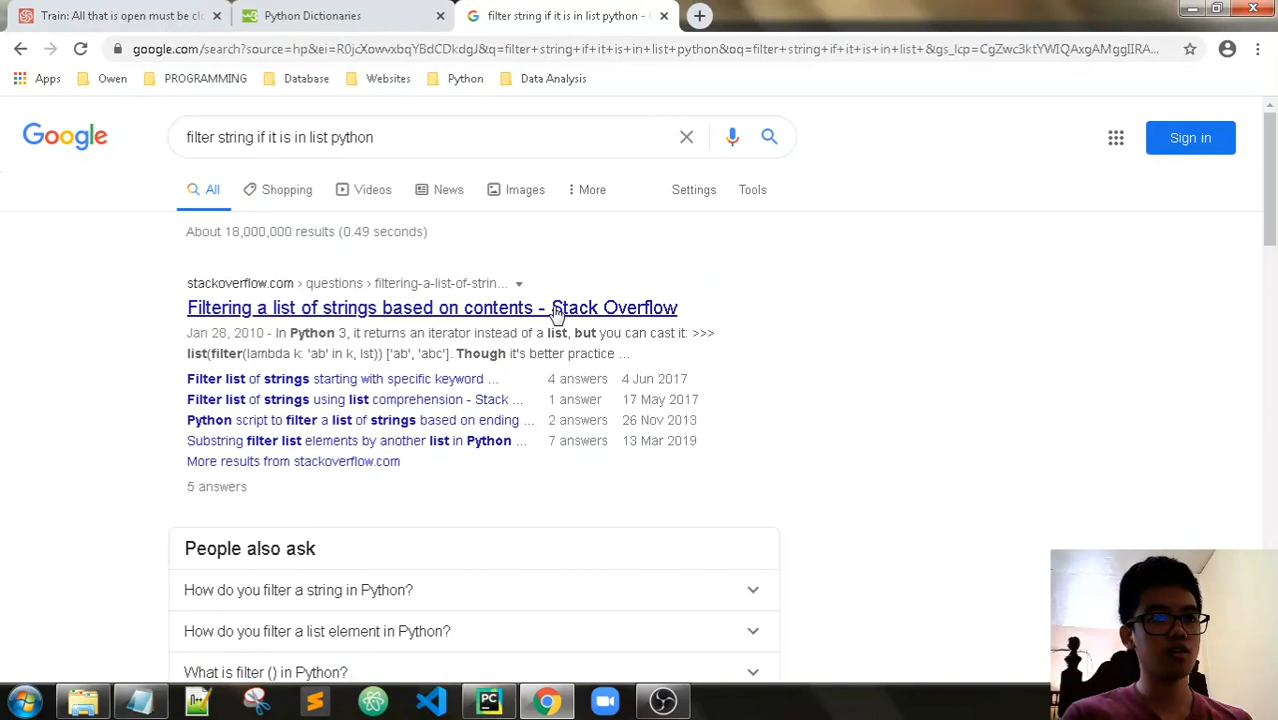 Train: All that is open must be clo
Python Dictionaries
filter string if it is in list python -
google.com/search?source=hp&ei=R0jcXowvxbqYBdCDkdgJ&q=filter+string+if+it+is+in+list+python&oq=filter+string+if+it+is+in+list+&gs_lcp=CgZwc3ktYWIQAxgAMggIIRA...
Apps Owen PROGRAMMING Database Websites Python Data Analysis
Google
filter string if it is in list python
Sign in
All Shopping Videos News Images More Settings Tools
About 18,000,000 results (0.49 seconds)
stackoverflow.com › questions › filtering-a-list-of-strin...
Filtering a list of strings based on contents - Stack Overflow
Jan 28, 2010 - In Python 3, it returns an iterator instead of a list, but you can cast it: >>>
list(filter(lambda k: 'ab' in k, lst)) ['ab', 'abc']. Though it's better practice ...
Filter list of strings starting with specific keyword ... 4 answers 4 Jun 2017
Filter list of strings using list comprehension - Stack ... 1 answer 17 May 2017
Python script to filter a list of strings based on ending ... 2 answers 26 Nov 2013
Substring filter list elements by another list in Python ... 7 answers 13 Mar 2019
More results from stackoverflow.com
5 answers
People also ask
How do you filter a string in Python?
How do you filter a list element in Python?
What is filter () in Python?
PC